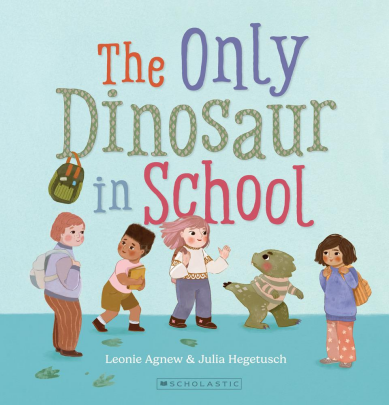 The Only
Dinosaur
in School
Leonie Agnew & Julia Hegetusch
SCHOLASTIC